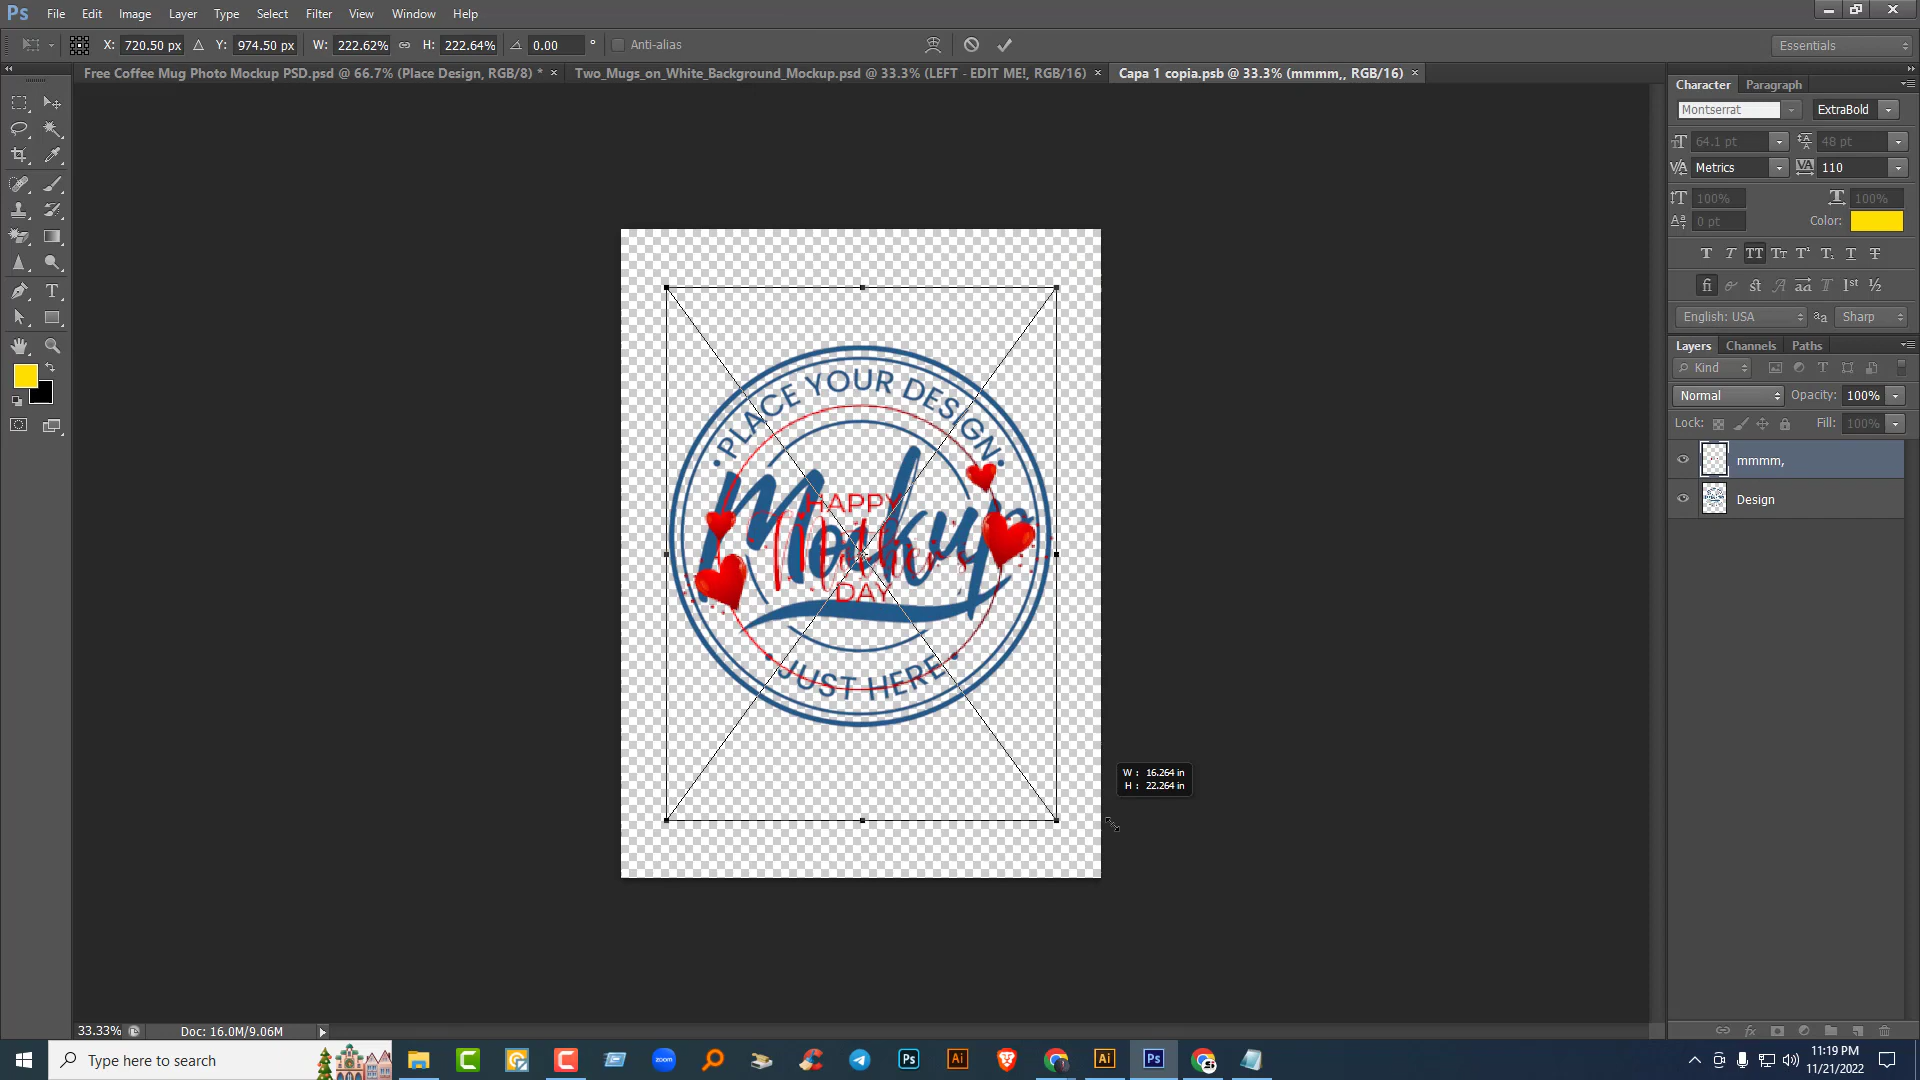 Ps File Edit Image Layer Type Select Filter View Window Help
X: 720.50 px Y: 974.50 px W: 222.62% H: 222.64% 0.00 ° Anti-alias Essentials
Free Coffee Mug Photo Mockup PSD.psd @ 66.7% (Place Design, RGB/8) * × Two_Mugs_on_White_Background_Mockup.psd @ 33.3% (LEFT - EDIT ME!, RGB/16) × Capa 1 copia.psb @ 33.3% (mmmm,, RGB/16) ×
Character Paragraph
Montserrat ExtraBold
64.1 pt 48 pt
Metrics 110
100% 100%
0 pt Color:
English: USA Sharp
Layers Channels Paths
Kind
Normal Opacity: 100%
Lock: Fill: 100%
mmmm,
Design
PLACE YOUR DESIGN
HAPPY
Mockup
DAY
JUST HERE
W : 16.264 in
H : 22.264 in
33.33% Doc: 16.0M/9.06M
Type here to search
zoom
Ps Ai Ai Ps
11:19 PM
11/21/2022